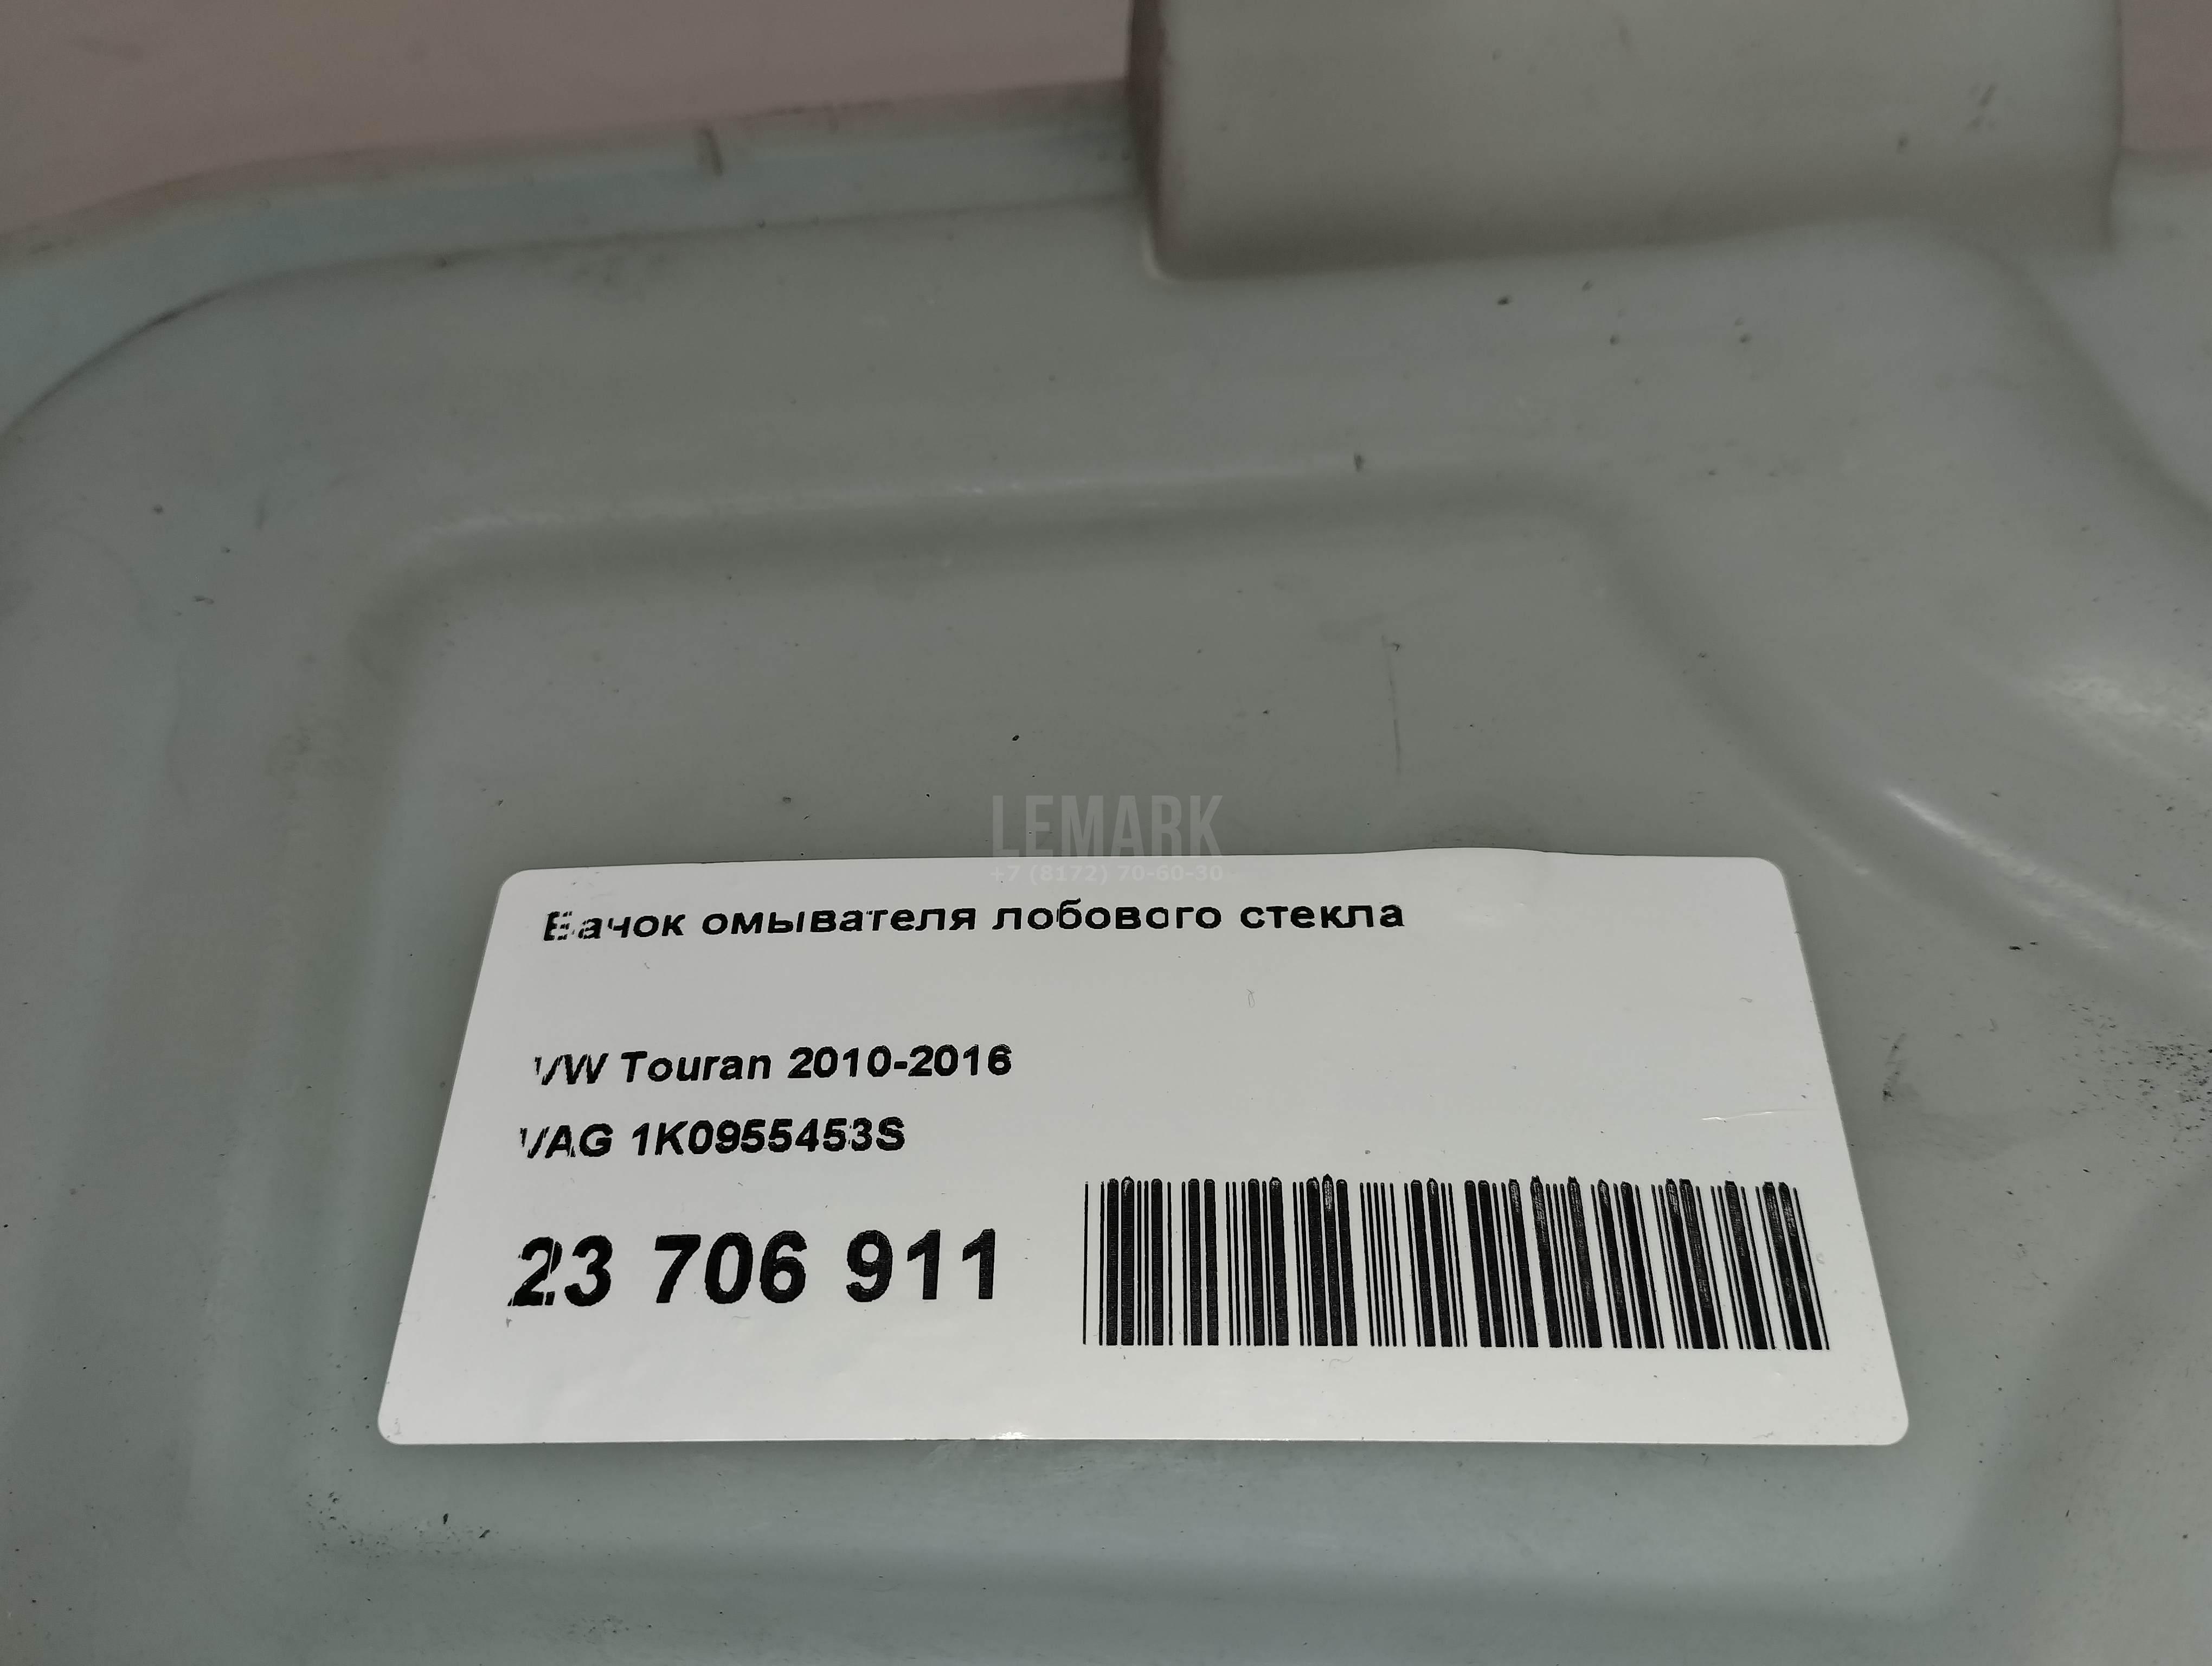 LEMARK
+7 (8172) 70-60-30
Бачок омывателя лобового стекла
VW Touran 2010-2016
VAG 1K0955453S
23 706 911